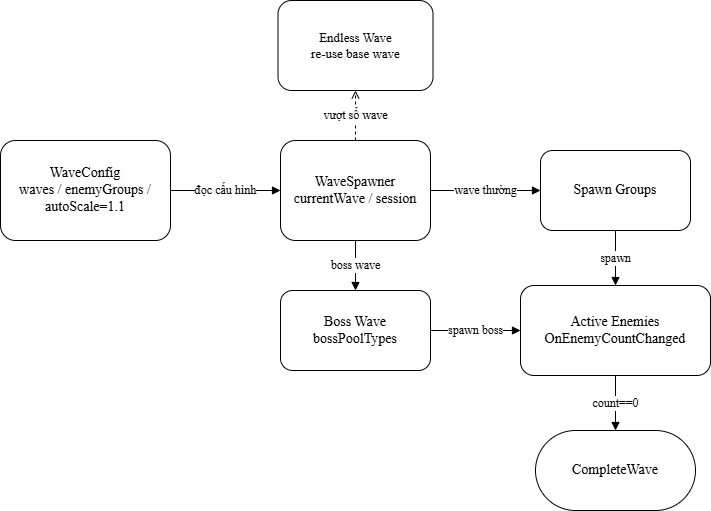 Endless Wave
re-use base wave
vượt số wave
WaveConfig
waves / enemyGroups /
autoScale=1.1
đọc cấu hình
WaveSpawner
currentWave / session
wave thường
Spawn Groups
boss wave
spawn
Boss Wave
bossPoolTypes
spawn boss
Active Enemies
OnEnemyCountChanged
count==0
CompleteWave